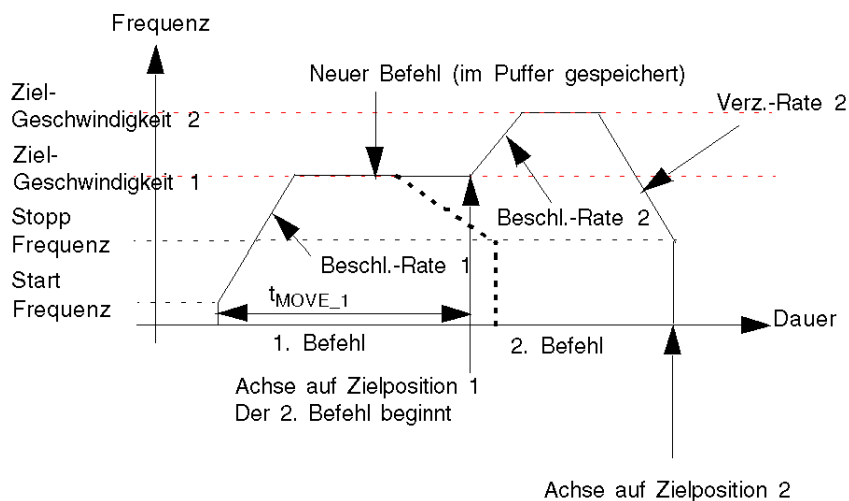 Frequenz
Neuer Befehl (im Puffer gespeichert)
Ziel-
Geschwindigkeit 2
Verz.-Rate 2
Ziel-
Geschwindigkeit 1
Stopp
Frequenz
Beschl.-Rate 2
Beschl.-Rate 1
Start
Frequenz
tMOVE_1
Dauer
1. Befehl
2. Befehl
Achse auf Zielposition 1
Der 2. Befehl beginnt
Achse auf Zielposition 2